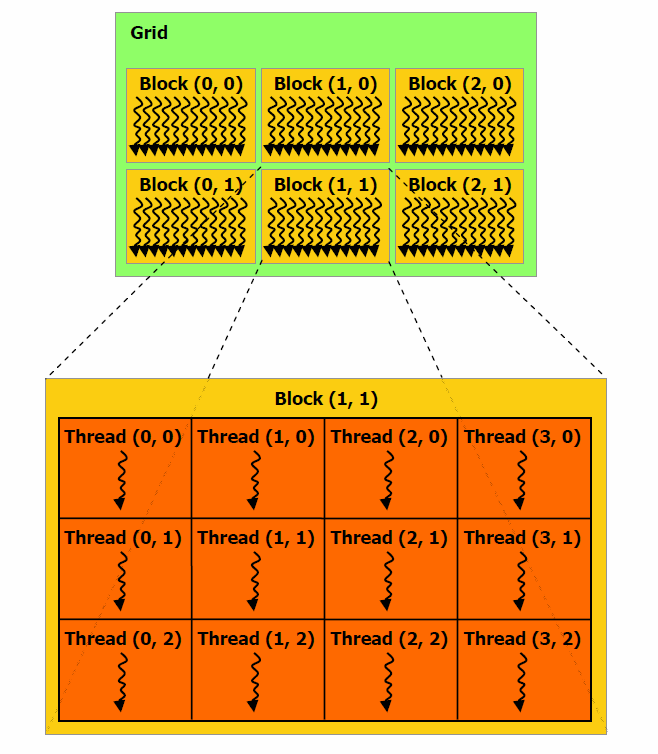 Grid
Block (0, 0) Block (1, 0) Block (2, 0)
Block (0, 1) Block (1, 1) Block (2, 1)
Block (1, 1)
Thread (0, 0) Thread (1, 0) Thread (2, 0) Thread (3, 0)
Thread (0, 1) Thread (1, 1) Thread (2, 1) Thread (3, 1)
Thread (0, 2) Thread (1, 2) Thread (2, 2) Thread (3, 2)